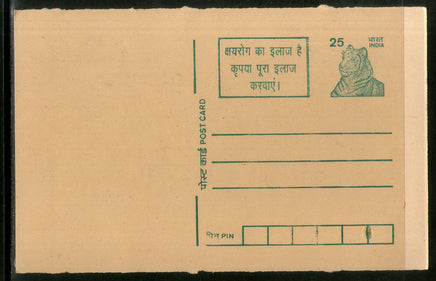 क्षयरोग का इलाज है
कृपया पूरा इलाज
करवाएं।
25 भारत
INDIA
पोस्ट कार्ड POST CARD
पिन PIN